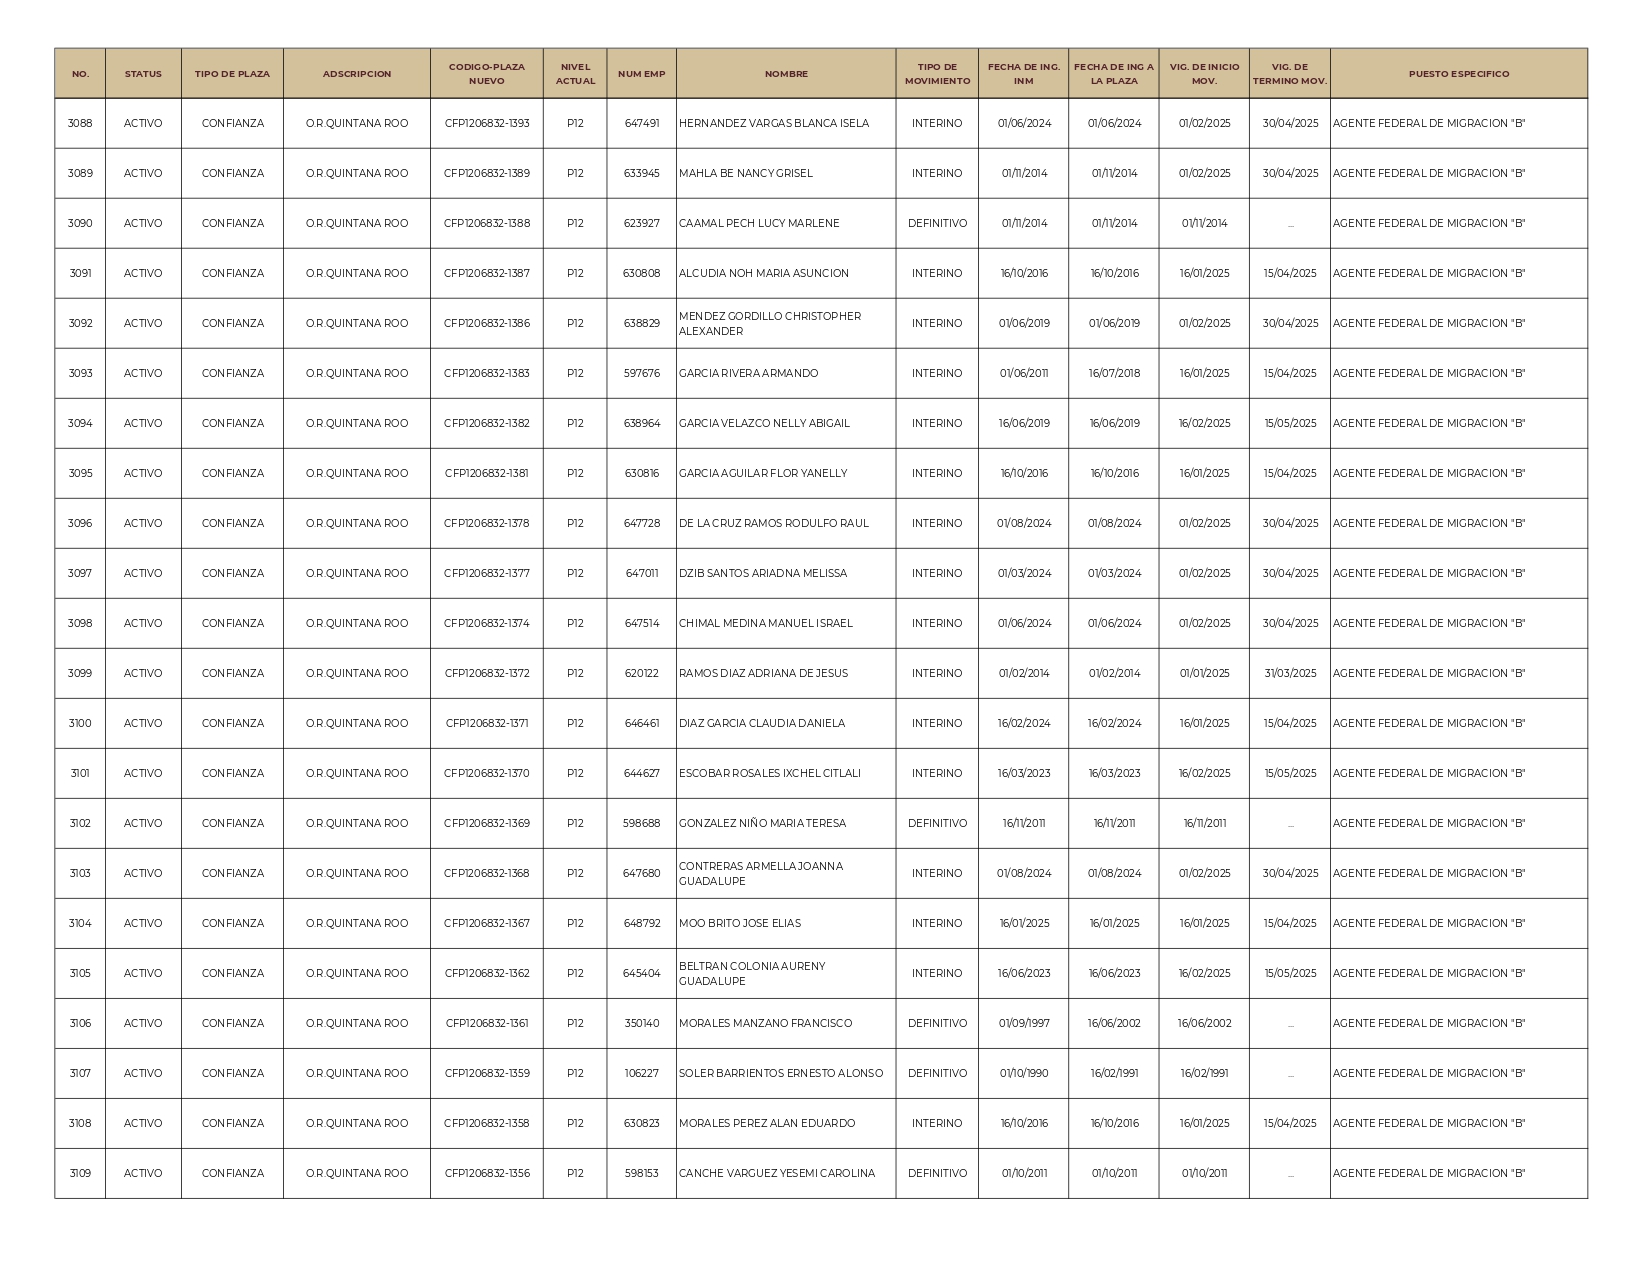 NO. STATUS TIPO DE PLAZA ADSCRIPCION CODIGO-PLAZA NUEVO NIVEL ACTUAL NUM EMP NOMBRE TIPO DE MOVIMIENTO FECHA DE ING. INM FECHA DE ING A LA PLAZA VIG. DE INICIO MOV. VIG. DE TERMINO MOV. PUESTO ESPECIFICO
3088 ACTIVO CONFIANZA O.R.QUINTANA ROO CFP1206832-1393 P12 647491 HERNANDEZ VARGAS BLANCA ISELA INTERINO 01/06/2024 01/06/2024 01/02/2025 30/04/2025 AGENTE FEDERAL DE MIGRACION "B"
3089 ACTIVO CONFIANZA O.R.QUINTANA ROO CFP1206832-1389 P12 633945 MAHLA BE NANCY GRISEL INTERINO 01/11/2014 01/11/2014 01/02/2025 30/04/2025 AGENTE FEDERAL DE MIGRACION "B"
3090 ACTIVO CONFIANZA O.R.QUINTANA ROO CFP1206832-1388 P12 623927 CAAMAL PECH LUCY MARLENE DEFINITIVO 01/11/2014 01/11/2014 01/11/2014 ... AGENTE FEDERAL DE MIGRACION "B"
3091 ACTIVO CONFIANZA O.R.QUINTANA ROO CFP1206832-1387 P12 630808 ALCUDIA NOH MARIA ASUNCION INTERINO 16/10/2016 16/10/2016 16/01/2025 15/04/2025 AGENTE FEDERAL DE MIGRACION "B"
3092 ACTIVO CONFIANZA O.R.QUINTANA ROO CFP1206832-1386 P12 638829 MENDEZ GORDILLO CHRISTOPHER ALEXANDER INTERINO 01/06/2019 01/06/2019 01/02/2025 30/04/2025 AGENTE FEDERAL DE MIGRACION "B"
3093 ACTIVO CONFIANZA O.R.QUINTANA ROO CFP1206832-1383 P12 597676 GARCIA RIVERA ARMANDO INTERINO 01/06/2011 16/07/2018 16/01/2025 15/04/2025 AGENTE FEDERAL DE MIGRACION "B"
3094 ACTIVO CONFIANZA O.R.QUINTANA ROO CFP1206832-1382 P12 638964 GARCIA VELAZCO NELLY ABIGAIL INTERINO 16/06/2019 16/06/2019 16/02/2025 15/05/2025 AGENTE FEDERAL DE MIGRACION "B"
3095 ACTIVO CONFIANZA O.R.QUINTANA ROO CFP1206832-1381 P12 630816 GARCIA AGUILAR FLOR YANELLY INTERINO 16/10/2016 16/10/2016 16/01/2025 15/04/2025 AGENTE FEDERAL DE MIGRACION "B"
3096 ACTIVO CONFIANZA O.R.QUINTANA ROO CFP1206832-1378 P12 647728 DE LA CRUZ RAMOS RODULFO RAUL INTERINO 01/08/2024 01/08/2024 01/02/2025 30/04/2025 AGENTE FEDERAL DE MIGRACION "B"
3097 ACTIVO CONFIANZA O.R.QUINTANA ROO CFP1206832-1377 P12 647011 DZIB SANTOS ARIADNA MELISSA INTERINO 01/03/2024 01/03/2024 01/02/2025 30/04/2025 AGENTE FEDERAL DE MIGRACION "B"
3098 ACTIVO CONFIANZA O.R.QUINTANA ROO CFP1206832-1374 P12 647514 CHIMAL MEDINA MANUEL ISRAEL INTERINO 01/06/2024 01/06/2024 01/02/2025 30/04/2025 AGENTE FEDERAL DE MIGRACION "B"
3099 ACTIVO CONFIANZA O.R.QUINTANA ROO CFP1206832-1372 P12 620122 RAMOS DIAZ ADRIANA DE JESUS INTERINO 01/02/2014 01/02/2014 01/01/2025 31/03/2025 AGENTE FEDERAL DE MIGRACION "B"
3100 ACTIVO CONFIANZA O.R.QUINTANA ROO CFP1206832-1371 P12 646461 DIAZ GARCIA CLAUDIA DANIELA INTERINO 16/02/2024 16/02/2024 16/01/2025 15/04/2025 AGENTE FEDERAL DE MIGRACION "B"
3101 ACTIVO CONFIANZA O.R.QUINTANA ROO CFP1206832-1370 P12 644627 ESCOBAR ROSALES IXCHEL CITLALI INTERINO 16/03/2023 16/03/2023 16/02/2025 15/05/2025 AGENTE FEDERAL DE MIGRACION "B"
3102 ACTIVO CONFIANZA O.R.QUINTANA ROO CFP1206832-1369 P12 598688 GONZALEZ NIÑO MARIA TERESA DEFINITIVO 16/11/2011 16/11/2011 16/11/2011 ... AGENTE FEDERAL DE MIGRACION "B"
3103 ACTIVO CONFIANZA O.R.QUINTANA ROO CFP1206832-1368 P12 647680 CONTRERAS ARMELLA JOANNA GUADALUPE INTERINO 01/08/2024 01/08/2024 01/02/2025 30/04/2025 AGENTE FEDERAL DE MIGRACION "B"
3104 ACTIVO CONFIANZA O.R.QUINTANA ROO CFP1206832-1367 P12 648792 MOO BRITO JOSE ELIAS INTERINO 16/01/2025 16/01/2025 16/01/2025 15/04/2025 AGENTE FEDERAL DE MIGRACION "B"
3105 ACTIVO CONFIANZA O.R.QUINTANA ROO CFP1206832-1362 P12 645404 BELTRAN COLONIA AURENY GUADALUPE INTERINO 16/06/2023 16/06/2023 16/02/2025 15/05/2025 AGENTE FEDERAL DE MIGRACION "B"
3106 ACTIVO CONFIANZA O.R.QUINTANA ROO CFP1206832-1361 P12 350140 MORALES MANZANO FRANCISCO DEFINITIVO 01/09/1997 16/06/2002 16/06/2002 ... AGENTE FEDERAL DE MIGRACION "B"
3107 ACTIVO CONFIANZA O.R.QUINTANA ROO CFP1206832-1359 P12 106227 SOLER BARRIENTOS ERNESTO ALONSO DEFINITIVO 01/10/1990 16/02/1991 16/02/1991 ... AGENTE FEDERAL DE MIGRACION "B"
3108 ACTIVO CONFIANZA O.R.QUINTANA ROO CFP1206832-1358 P12 630823 MORALES PEREZ ALAN EDUARDO INTERINO 16/10/2016 16/10/2016 16/01/2025 15/04/2025 AGENTE FEDERAL DE MIGRACION "B"
3109 ACTIVO CONFIANZA O.R.QUINTANA ROO CFP1206832-1356 P12 598153 CANCHE VARGUEZ YESEMI CAROLINA DEFINITIVO 01/10/2011 01/10/2011 01/10/2011 ... AGENTE FEDERAL DE MIGRACION "B"